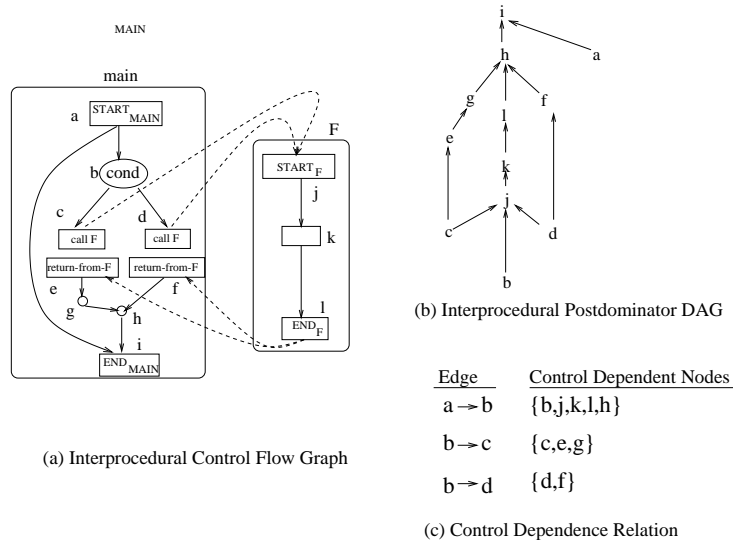 MAIN
main
a
START MAIN
b cond
c
d
call F
call F
return-from-F
return-from-F
e
f
g
h
i
END MAIN
F
START F
j
k
l
END F
(a) Interprocedural Control Flow Graph
i
a
h
g
f
l
e
k
j
c
d
b
(b) Interprocedural Postdominator DAG
Edge Control Dependent Nodes
a → b {b,j,k,l,h}
b → c {c,e,g}
b → d {d,f}
(c) Control Dependence Relation